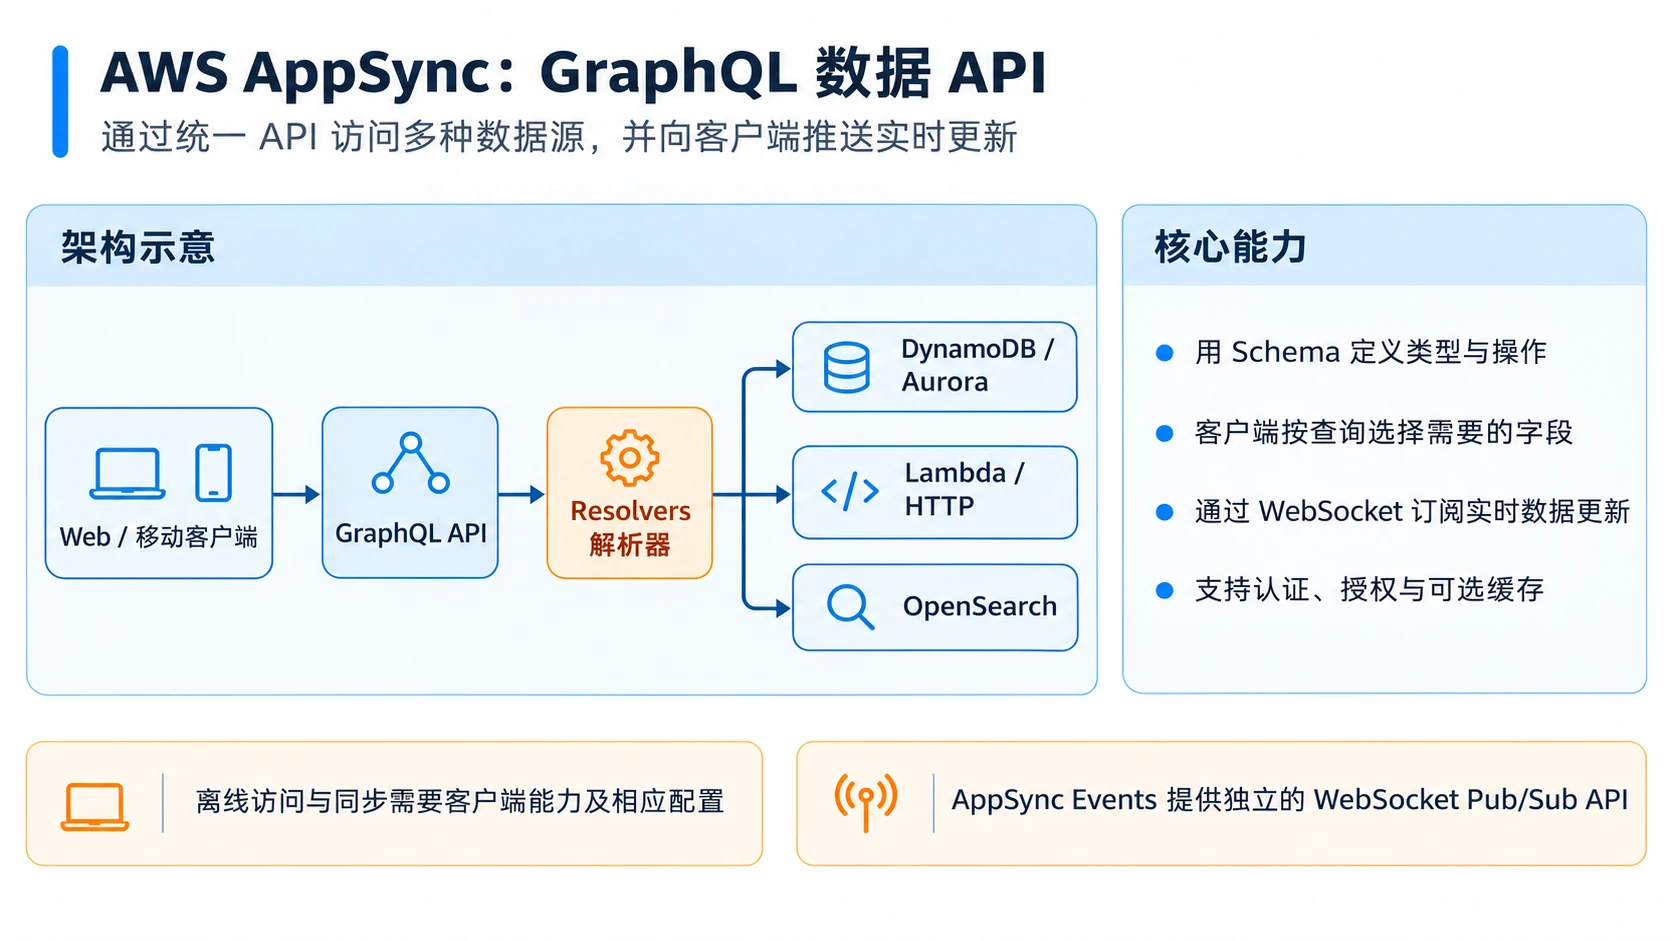 AWS AppSync：GraphQL 数据 API
通过统一 API 访问多种数据源，并向客户端推送实时更新
架构示意
Web / 移动客户端
GraphQL API
Resolvers
解析器
DynamoDB /
Aurora
Lambda /
HTTP
OpenSearch
核心能力
用 Schema 定义类型与操作
客户端按查询选择需要的字段
通过 WebSocket 订阅实时数据更新
支持认证、授权与可选缓存
离线访问与同步需要客户端能力及相应配置
AppSync Events 提供独立的 WebSocket Pub/Sub API